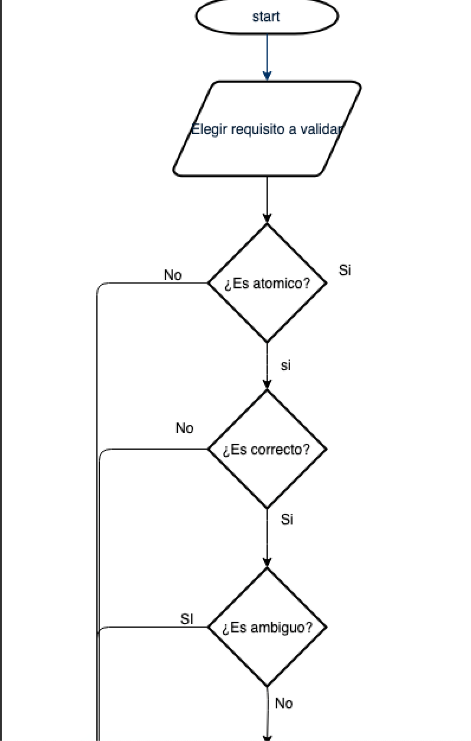 start
Elegir requisito a validar
Si
No
¿Es atomico?
si
No
¿Es correcto?
Si
SI
¿Es ambiguo?
No